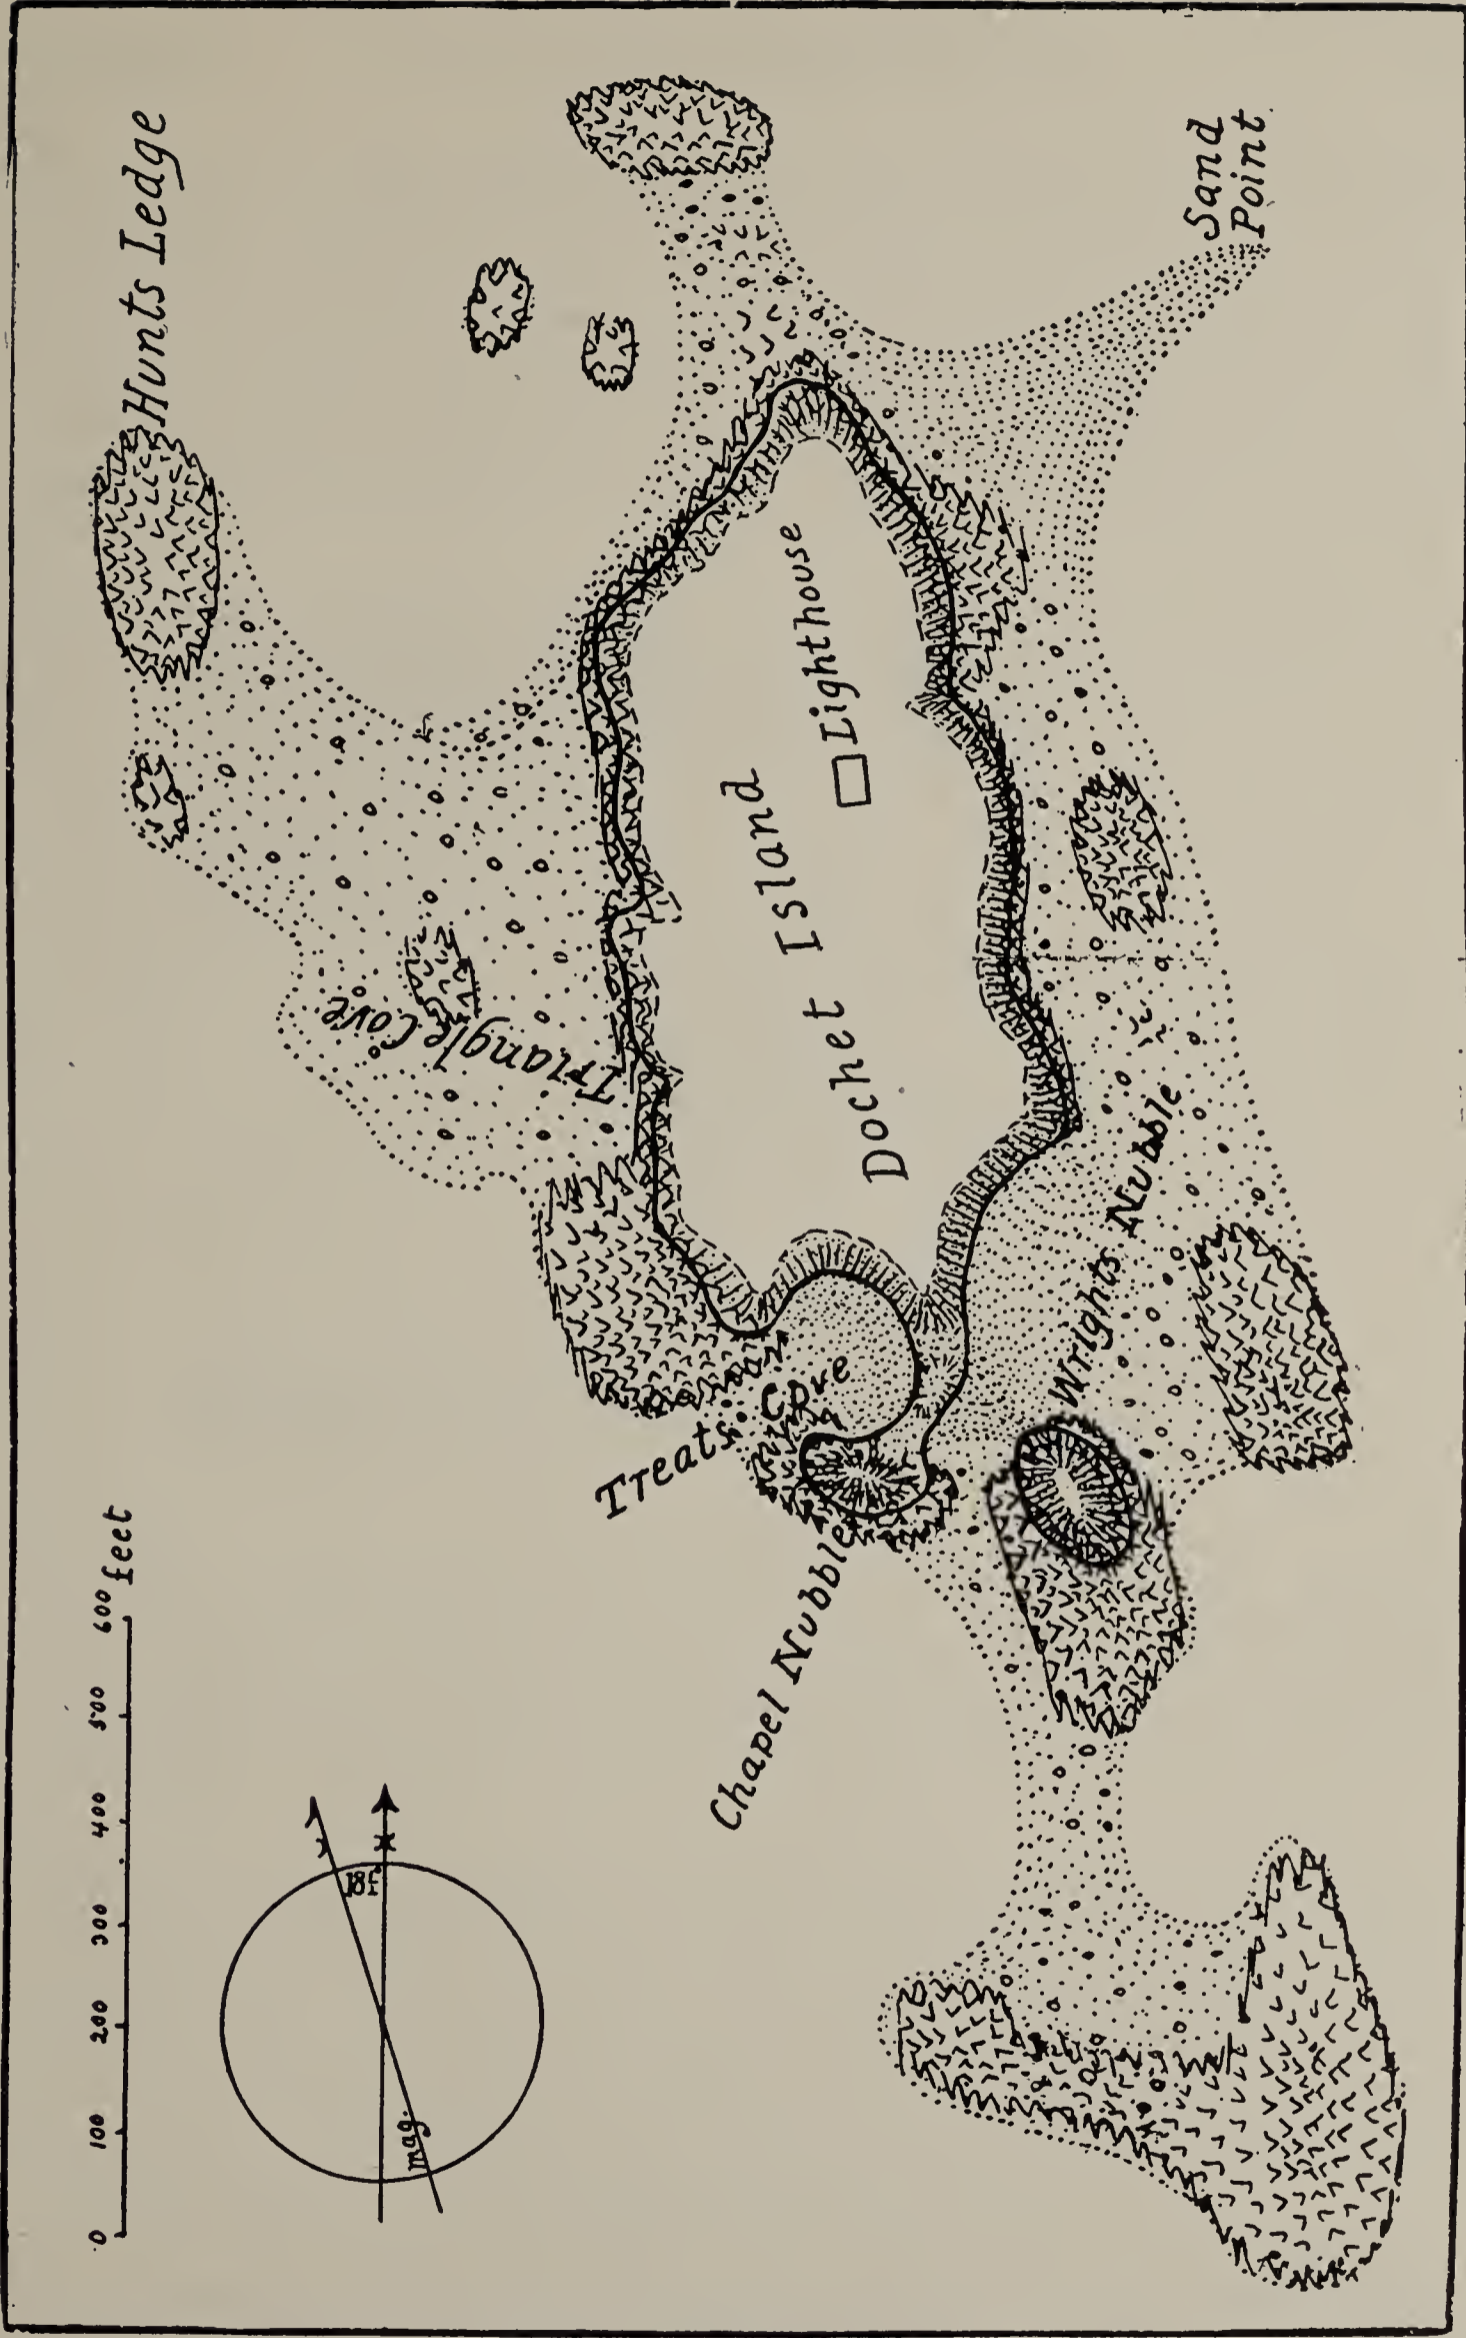 Hunts Ledge
Sand
Point
Lighthouse
Dochet Island
Triangle Cove
Wrights Nubble
Treats Cove
Chapel Nubble
0 100 200 300 400 500 600 feet
mag.